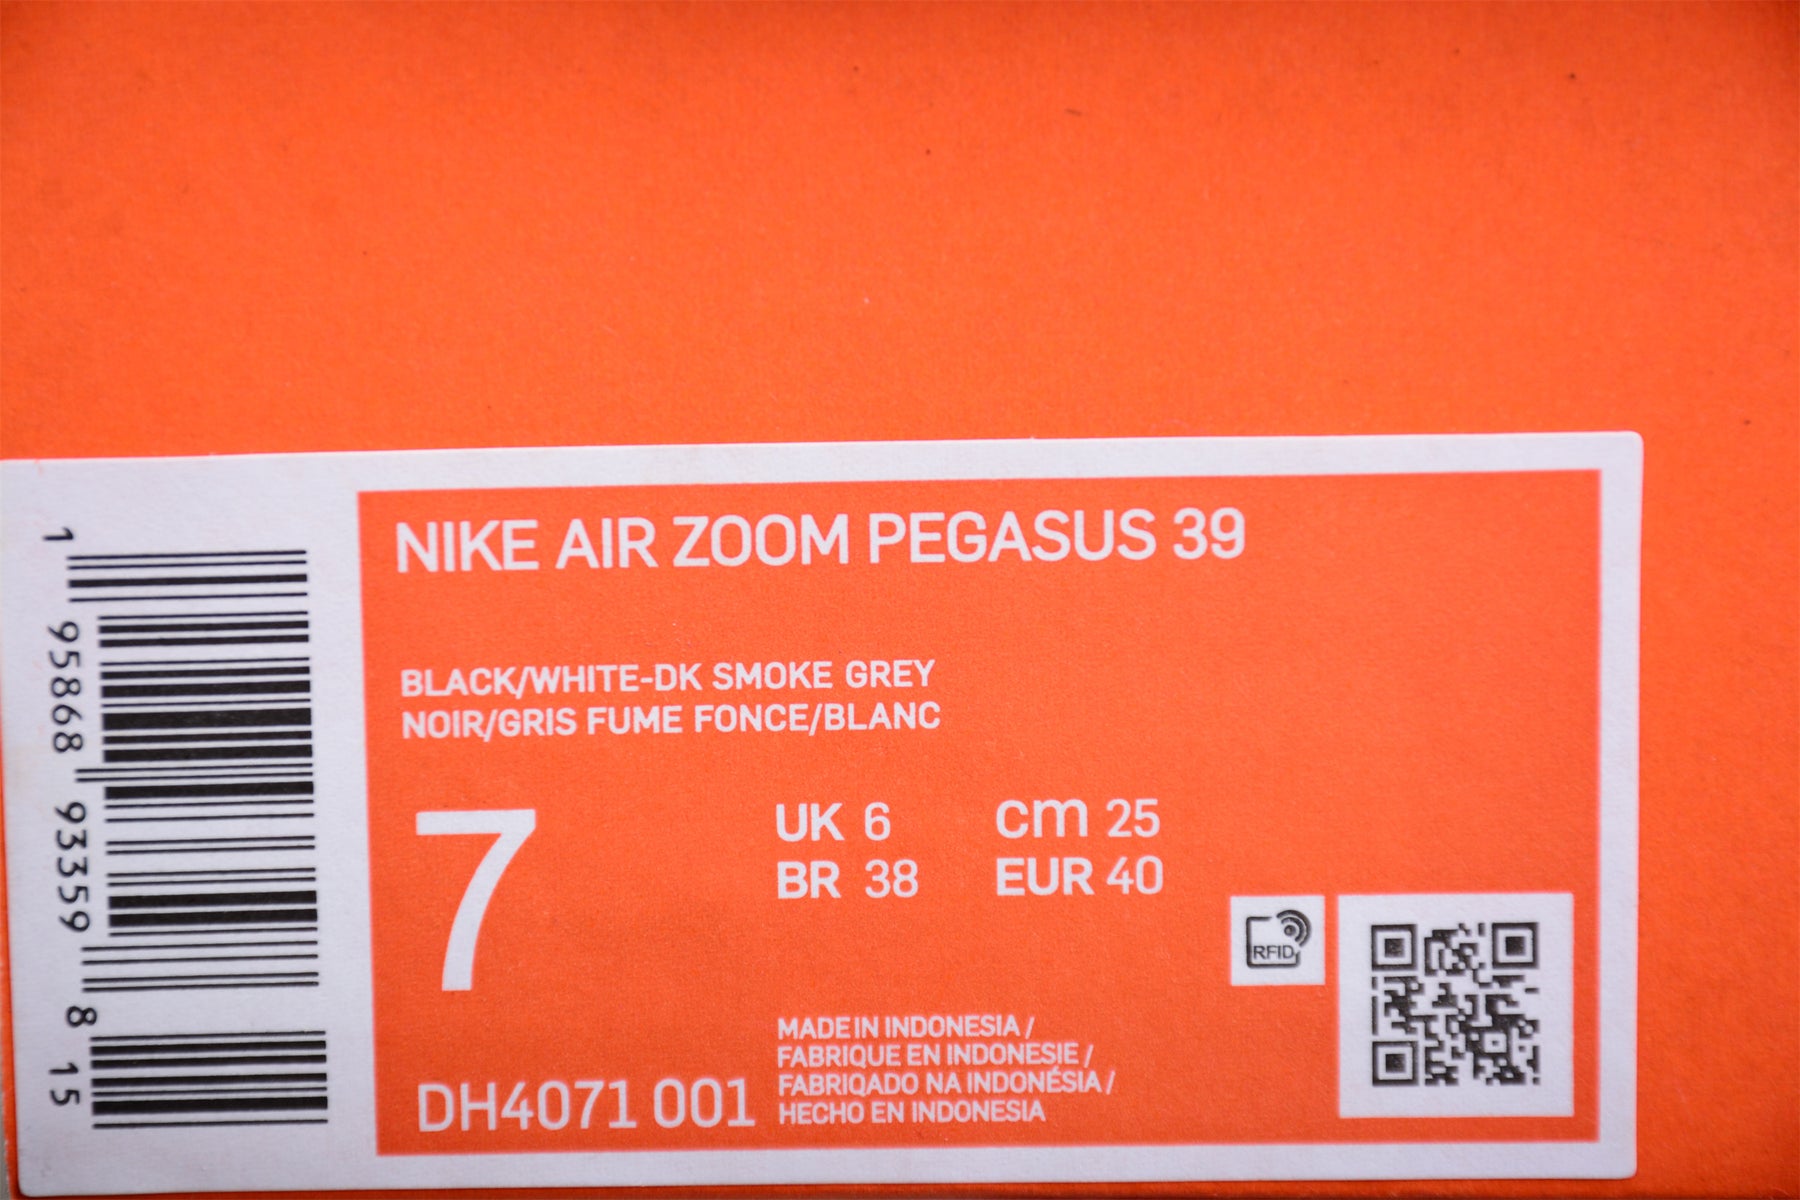 NIKE AIR ZOOM PEGASUS 39
BLACK/WHITE-DK SMOKE GREY
NOIR/GRIS FUME FONCE/BLANC
7
UK 6
cm 25
BR 38
EUR 40
RFID
MADE IN INDONESIA /
FABRIQUE EN INDONESIE /
FABRIQADO NA INDONÉSIA /
HECHO EN INDONESIA
DH4071 001
1 95868 93359 8 15